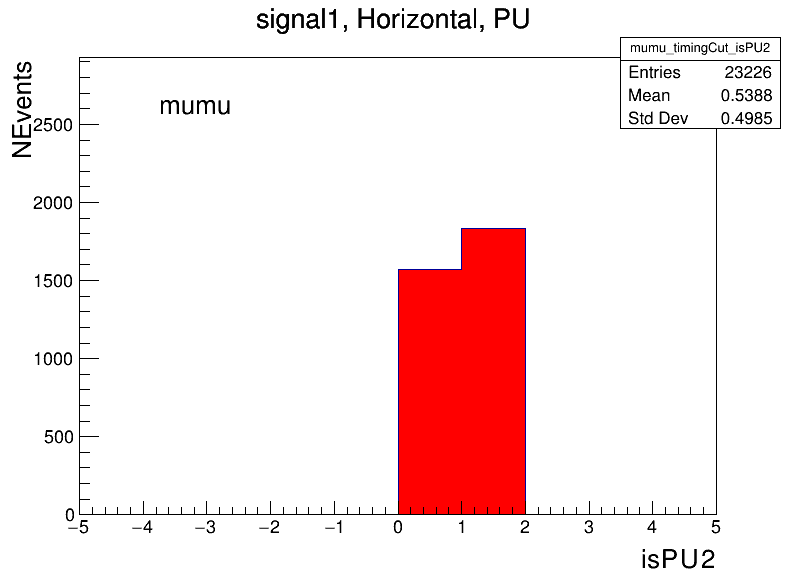 signal1, Horizontal, PU
mumu_timingCut_isPU2
Entries 23226
Mean 0.5388
Std Dev 0.4985
NEvents
mumu
2500
2000
1500
1000
500
0
−5 −4 −3 −2 −1 0 1 2 3 4 5
isPU2